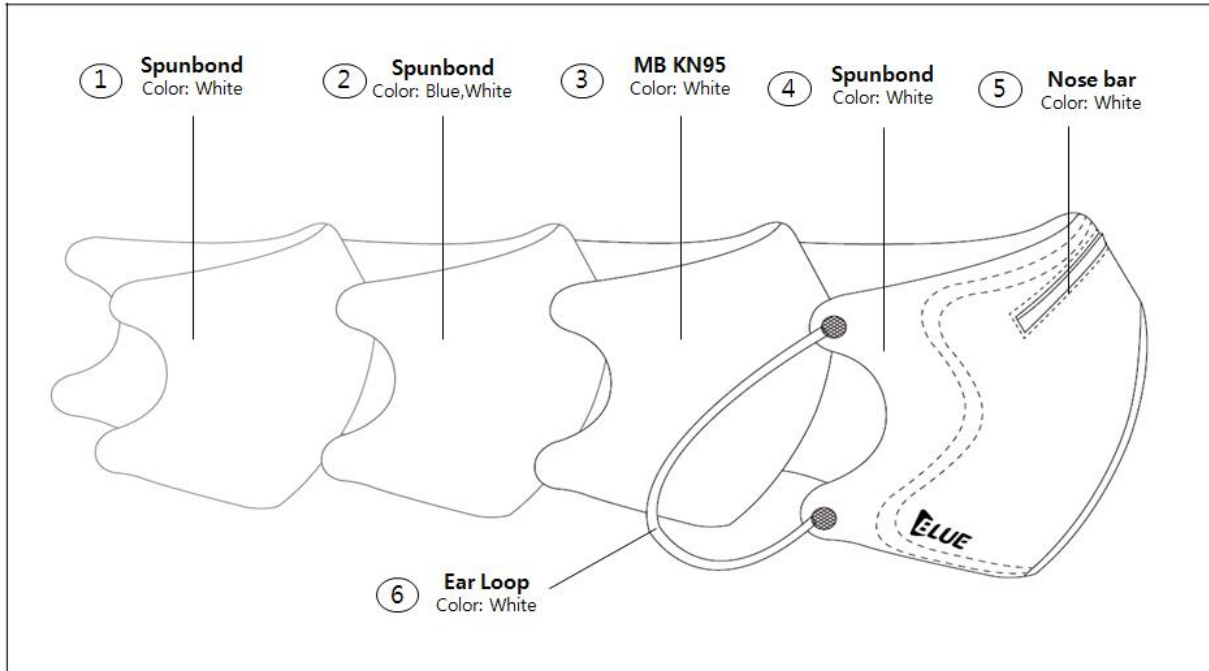 1
Spunbond
Color: White
2
Spunbond
Color: Blue,White
3
MB KN95
Color: White
4
Spunbond
Color: White
5
Nose bar
Color: White
BLUE
6
Ear Loop
Color: White